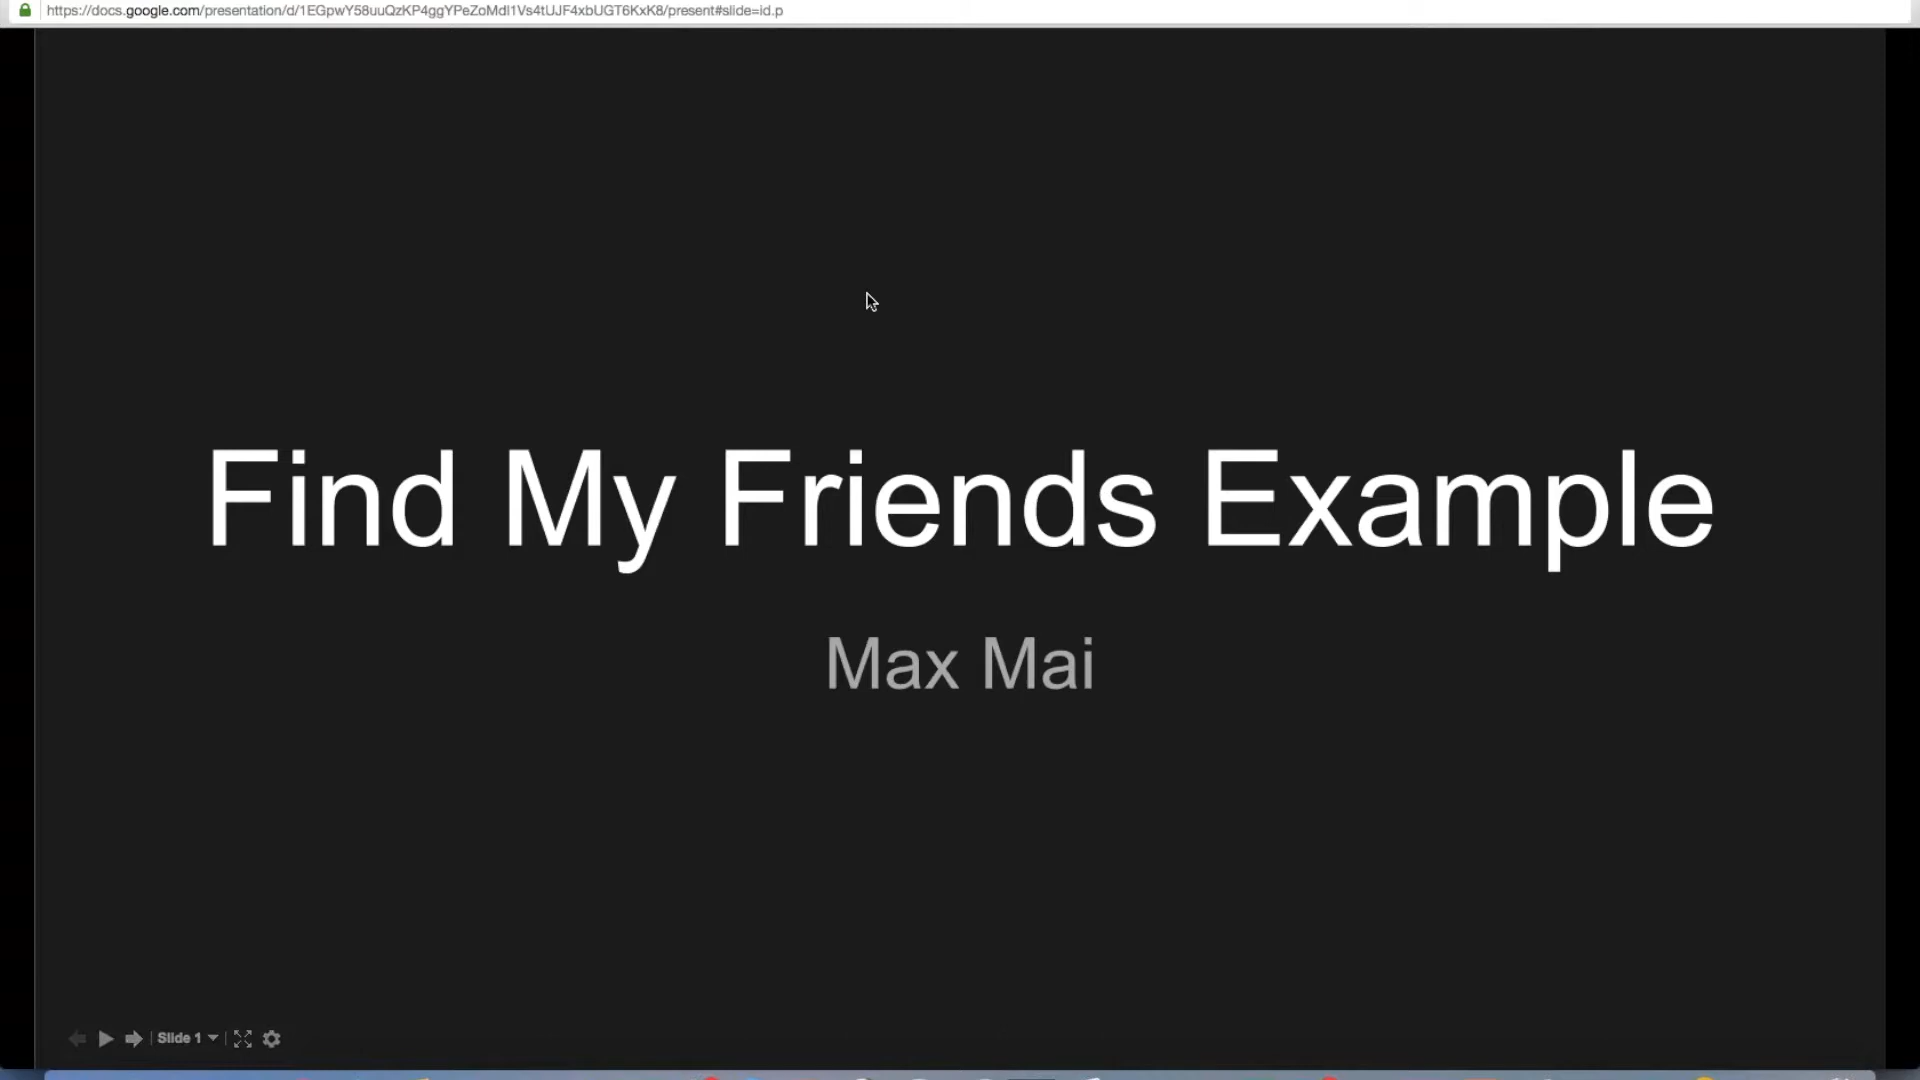 https://docs.google.com/presentation/d/1EGpwY58uuQzKP4ggYPeZoMdl1Vs4tUJF4xbUGT6KxK8/present#slide=id.p
Find My Friends Example
Max Mai
Slide 1